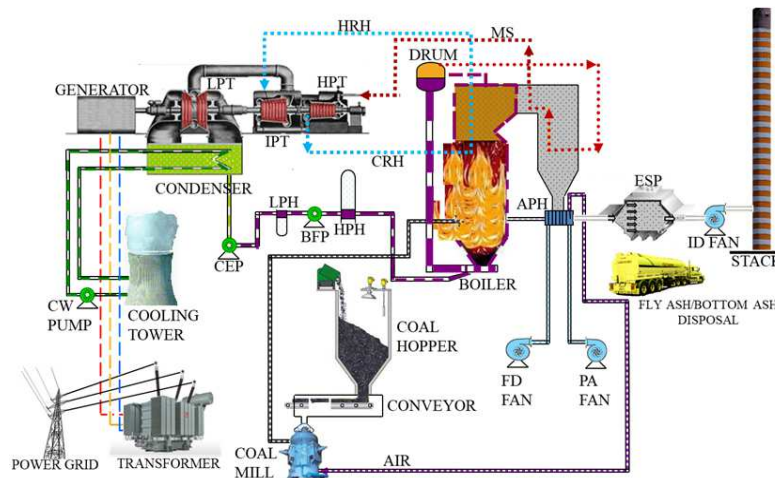 HRH
MS
DRUM
LPT
HPT
GENERATOR
IPT
CRH
CONDENSER
ESP
LPH
APH
BFP
HPH
ID FAN
CEP
STACK
BOILER
CW
PUMP
COOLING
TOWER
FLY ASH/BOTTOM ASH
DISPOSAL
COAL
HOPPER
FD
FAN
PA
FAN
CONVEYOR
POWER GRID
TRANSFORMER
COAL
MILL
AIR